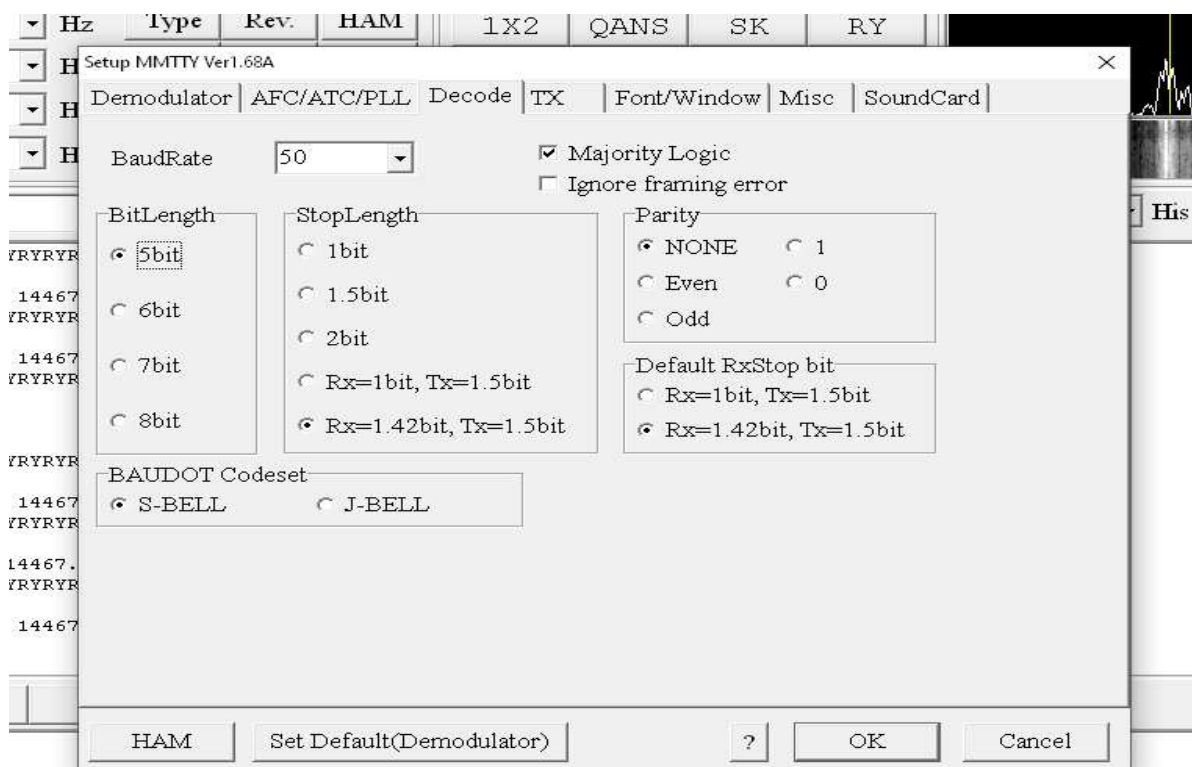 Hz Type Rev. HAM 1X2 QANS SK RY
Setup MMTTY Ver1.68A
Demodulator AFC/ATC/PLL Decode TX Font/Window Misc SoundCard
BaudRate 50
Majority Logic
Ignore framing error
BitLength
5bit
6bit
7bit
8bit
StopLength
1bit
1.5bit
2bit
Rx=1bit, Tx=1.5bit
Rx=1.42bit, Tx=1.5bit
Parity
NONE 1
Even 0
Odd
Default RxStop bit
Rx=1bit, Tx=1.5bit
Rx=1.42bit, Tx=1.5bit
BAUDOT Codeset
S-BELL J-BELL
HAM Set Default(Demodulator) ? OK Cancel
H
H
H
His
YRYRYR
14467
YRYRYR
14467
YRYRYR
YRYRYR
14467
YRYRYR
14467.
YRYRYR
14467